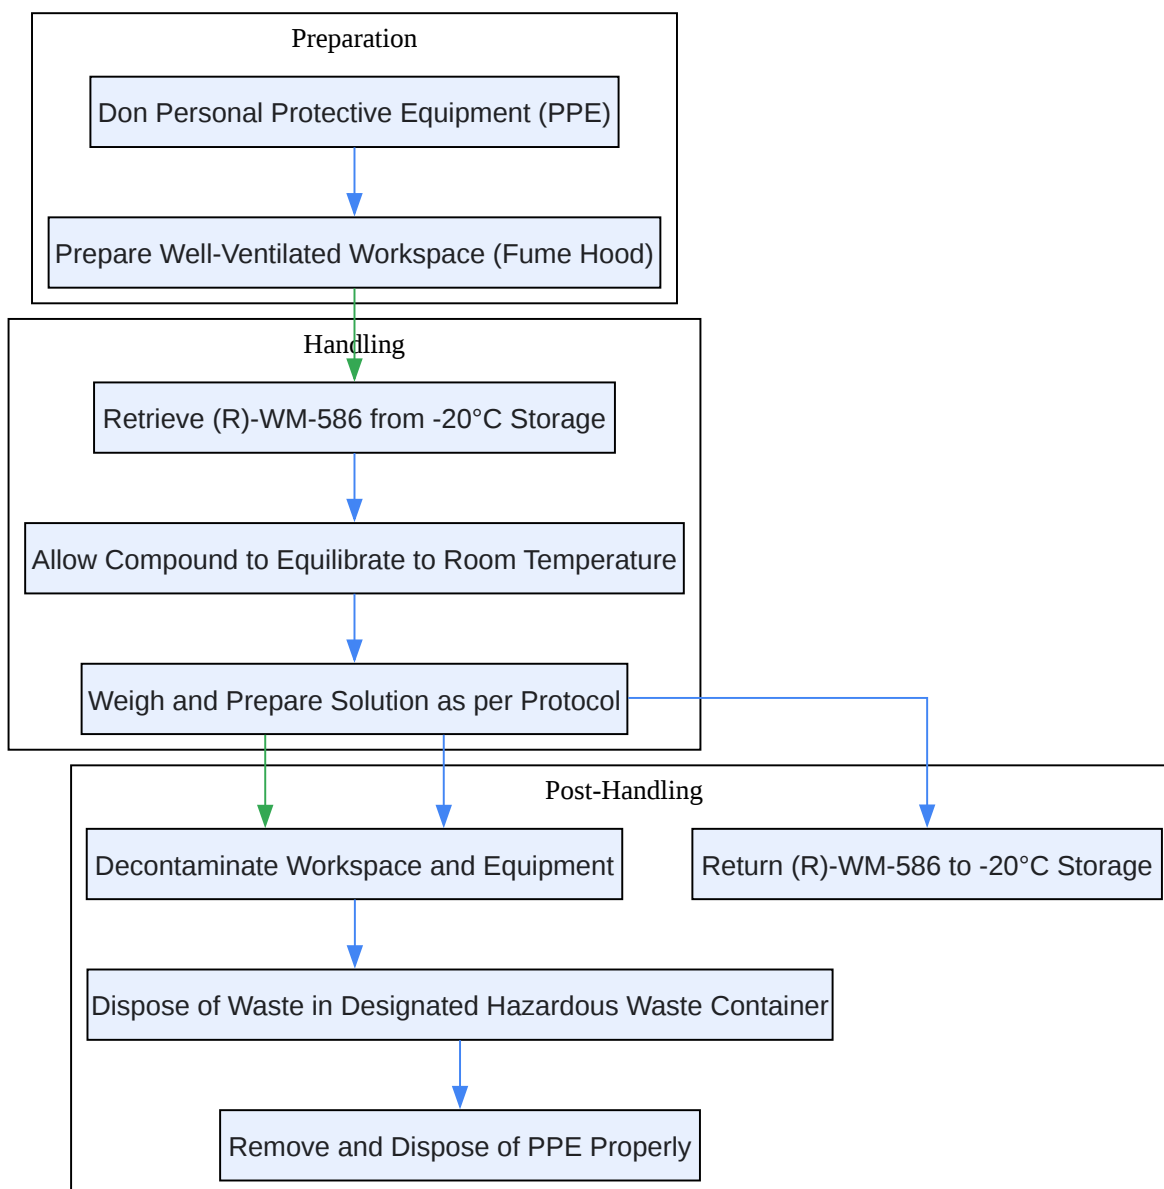 Preparation
Don Personal Protective Equipment (PPE)
Prepare Well-Ventilated Workspace (Fume Hood)
Handling
Retrieve (R)-WM-586 from -20°C Storage
Allow Compound to Equilibrate to Room Temperature
Weigh and Prepare Solution as per Protocol
Post-Handling
Decontaminate Workspace and Equipment
Return (R)-WM-586 to -20°C Storage
Dispose of Waste in Designated Hazardous Waste Container
Remove and Dispose of PPE Properly